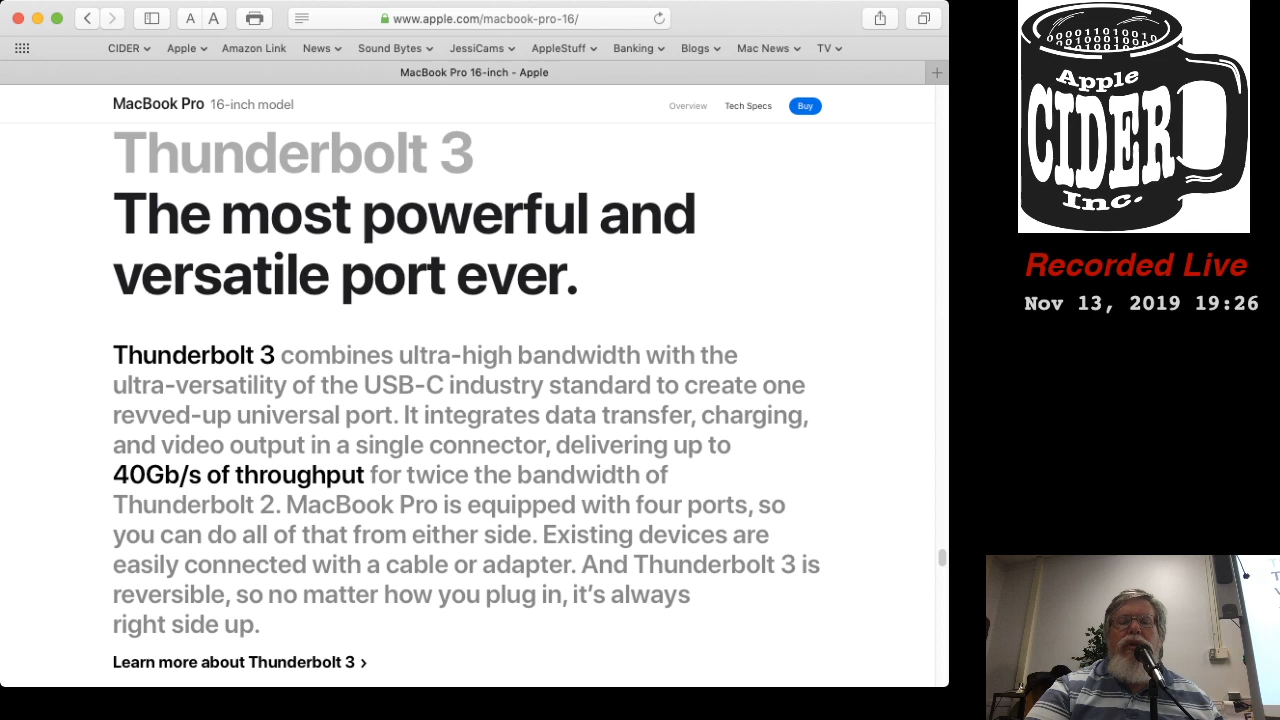 www.apple.com/macbook-pro-16/
A A
CIDER Apple Amazon Link News Sound Bytes JessiCams AppleStuff Banking Blogs Mac News TV
MacBook Pro 16-inch - Apple
MacBook Pro 16-inch model
Overview Tech Specs Buy
Thunderbolt 3
The most powerful and
versatile port ever.
Thunderbolt 3 combines ultra-high bandwidth with the
ultra-versatility of the USB-C industry standard to create one
revved-up universal port. It integrates data transfer, charging,
and video output in a single connector, delivering up to
40Gb/s of throughput for twice the bandwidth of
Thunderbolt 2. MacBook Pro is equipped with four ports, so
you can do all of that from either side. Existing devices are
easily connected with a cable or adapter. And Thunderbolt 3 is
reversible, so no matter how you plug in, it's always
right side up.
Learn more about Thunderbolt 3 ›
000011010010
0100100010100
10010100
Apple
CIDER
Inc.
Recorded Live
Nov 13, 2019 19:26